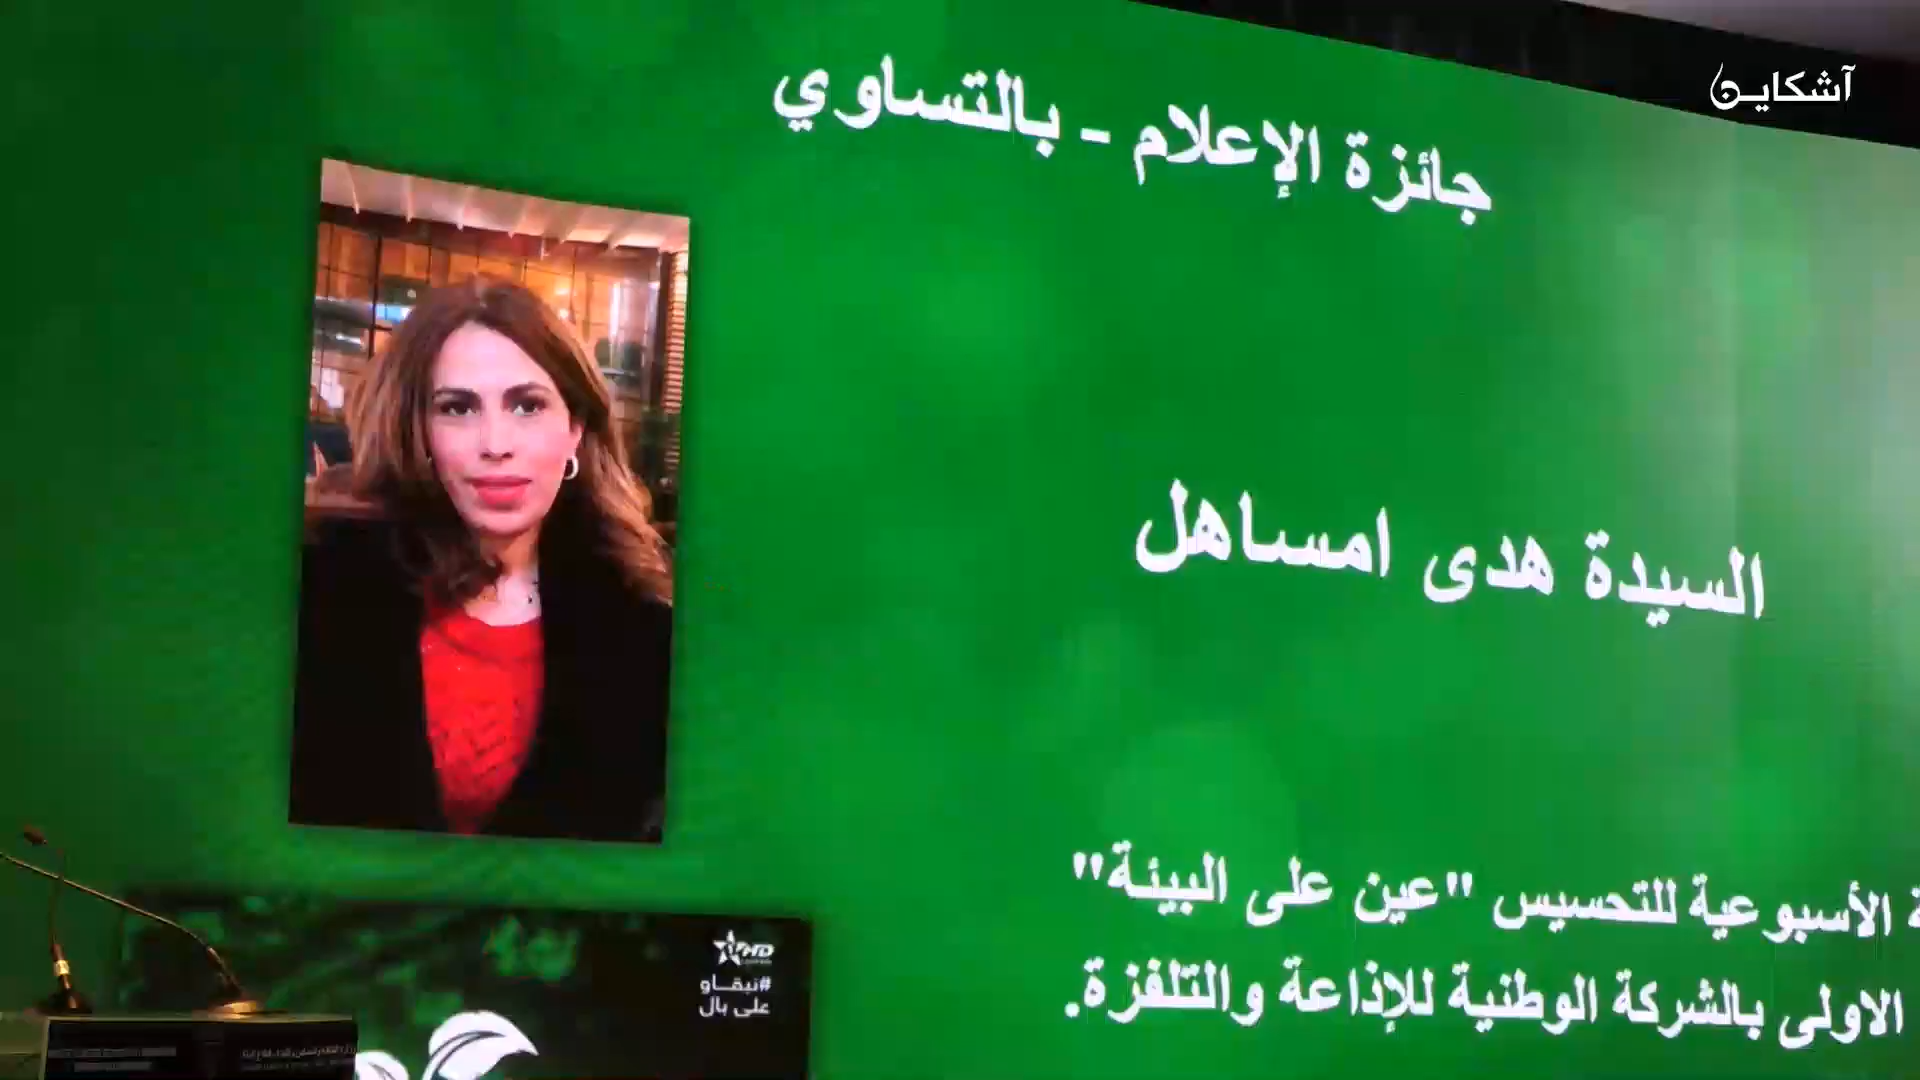 آشكاين
جائزة الإعلام - بالتساوي
السيدة هدى امساهل
الأسبوعية للتحسيس "عين على البيئة"
الاولى بالشركة الوطنية للإذاعة والتلفزة.
HD
#نبقاو
على بال